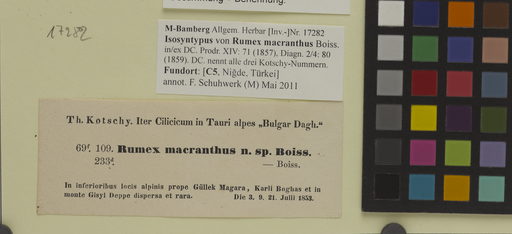 17282
M-Bamberg Allgem. Herbar [Inv.-]Nr. 17282
Isosyntypus von Rumex macranthus Boiss.
in/ex DC. Prodr. XIV: 71 (1857). Diagn. 2/4: 80
(1859). DC. nennt alle drei Kotschy-Nummern.
Fundort: [C5, Niğde, Türkei]
annot. F. Schuhwerk (M) Mai 2011
Th. Kotschy. Iter Cilicicum in Tauri alpes „Bulgar Dagh.“
69f. 109. Rumex macranthus n. sp. Boiss.
233f. — Boiss.
In inferioribus locis alpinis prope Güllek Magara, Karli Boghas et in
monte Gisyl Deppe dispersa et rara. Die 3. 9. 21. Julii 1853.